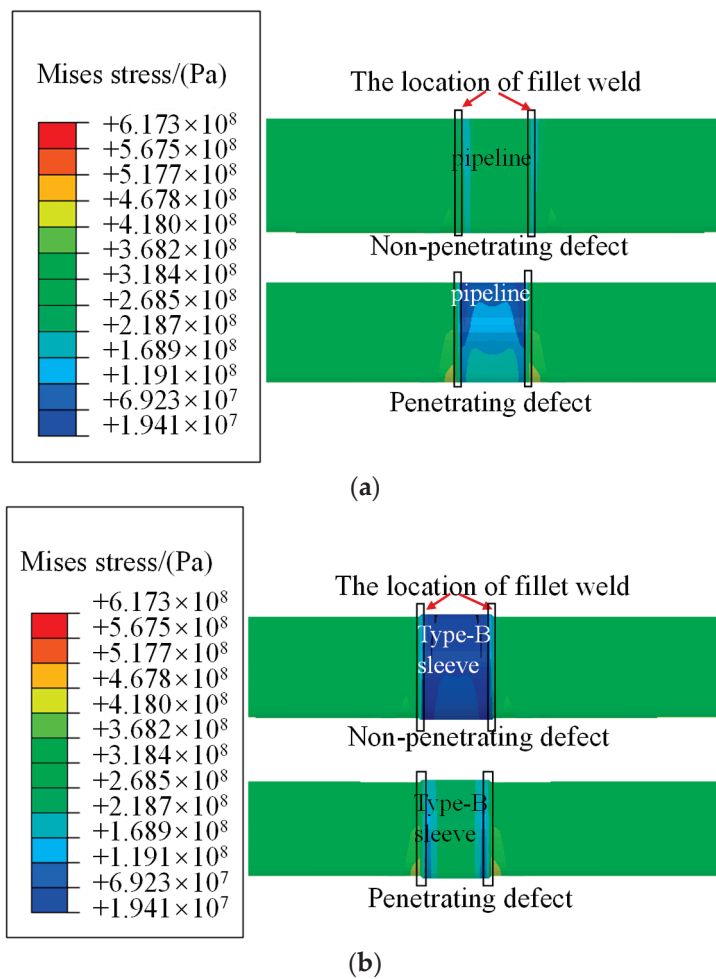 Mises stress/(Pa)
+6.173×10⁸
+5.675×10⁸
+5.177×10⁸
+4.678×10⁸
+4.180×10⁸
+3.682×10⁸
+3.184×10⁸
+2.685×10⁸
+2.187×10⁸
+1.689×10⁸
+1.191×10⁸
+6.923×10⁷
+1.941×10⁷
The location of fillet weld
pipeline
Non-penetrating defect
pipeline
Penetrating defect
(a)
Mises stress/(Pa)
+6.173×10⁸
+5.675×10⁸
+5.177×10⁸
+4.678×10⁸
+4.180×10⁸
+3.682×10⁸
+3.184×10⁸
+2.685×10⁸
+2.187×10⁸
+1.689×10⁸
+1.191×10⁸
+6.923×10⁷
+1.941×10⁷
The location of fillet weld
Type-B
sleeve
Non-penetrating defect
Type-B
sleeve
Penetrating defect
(b)